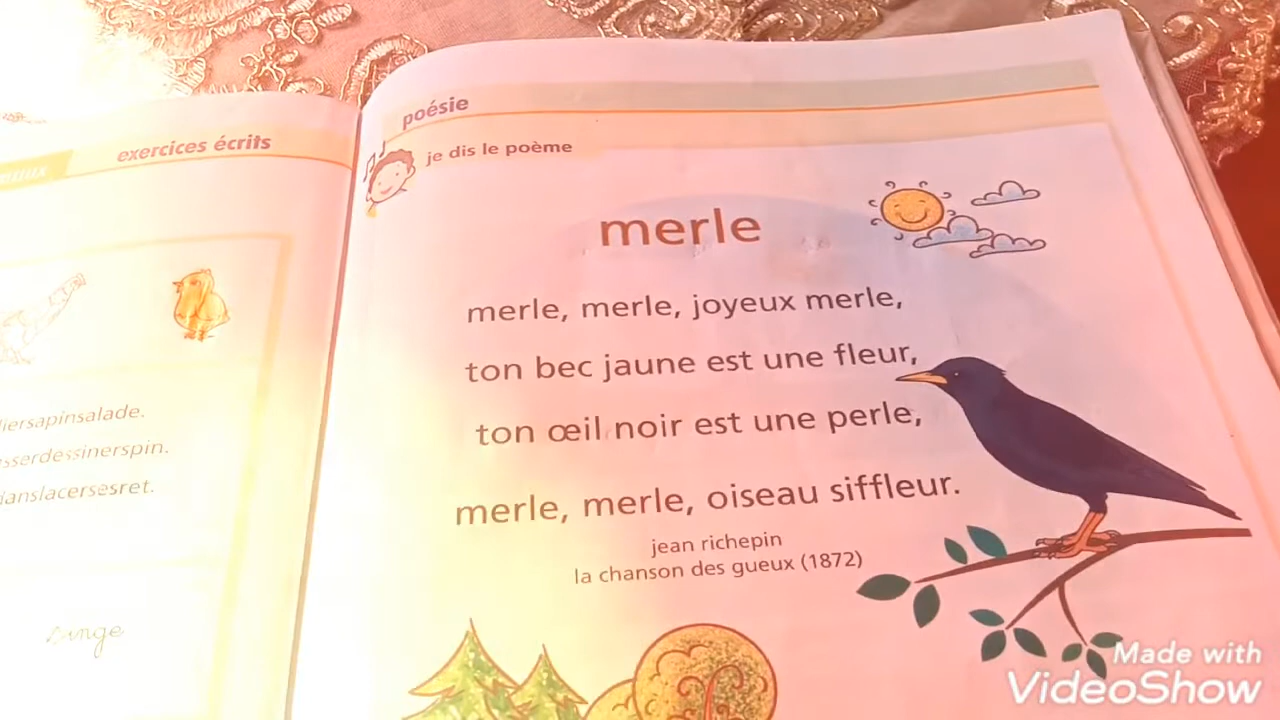 exercices écrits
poésie
je dis le poème
merle
merle, merle, joyeux merle,
ton bec jaune est une fleur,
ton œil noir est une perle,
merle, merle, oiseau siffleur.
jean richepin
la chanson des gueux (1872)
Made with
VideoShow